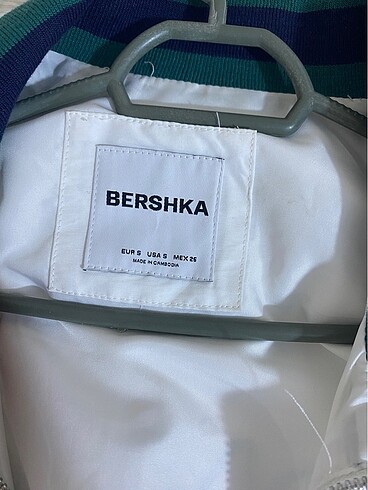 BERSHKA
EUR S USA S MEX 26
MADE IN CAMBODIA